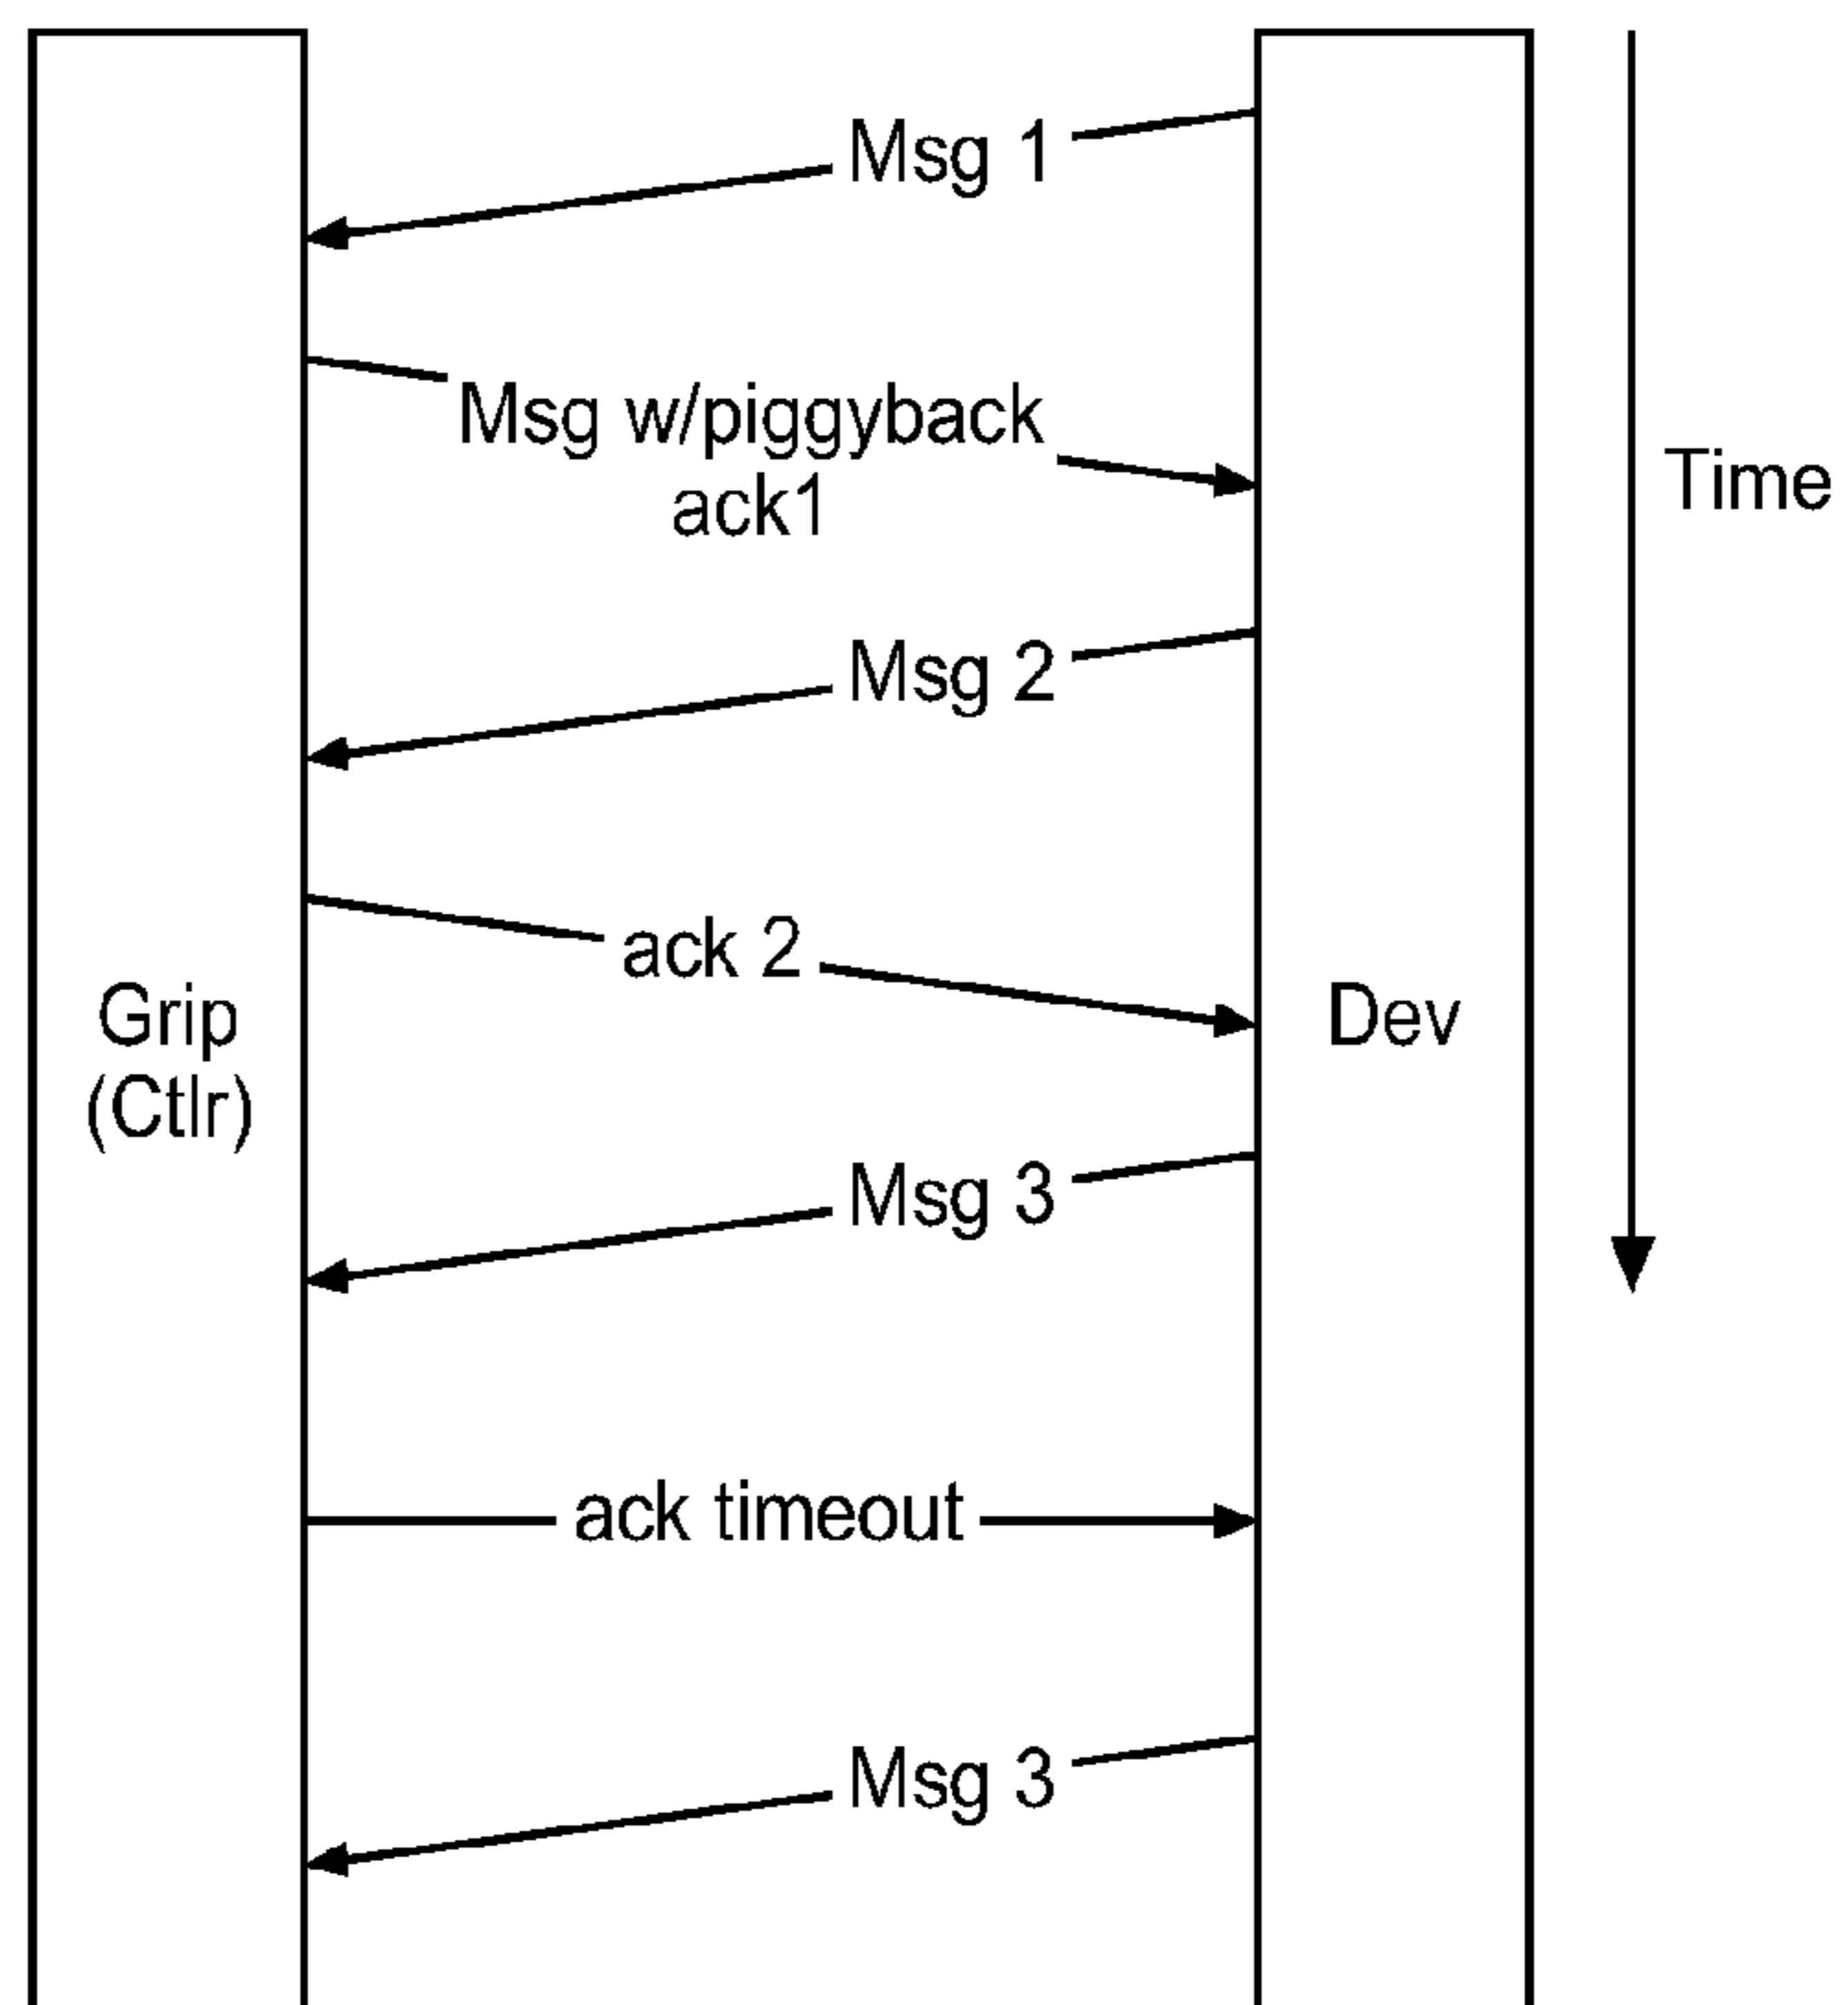 Msg 1
Msg w/piggyback
ack1
Time
Msg 2
ack 2
Grip
(Ctlr)
Dev
Msg 3
ack timeout
Msg 3